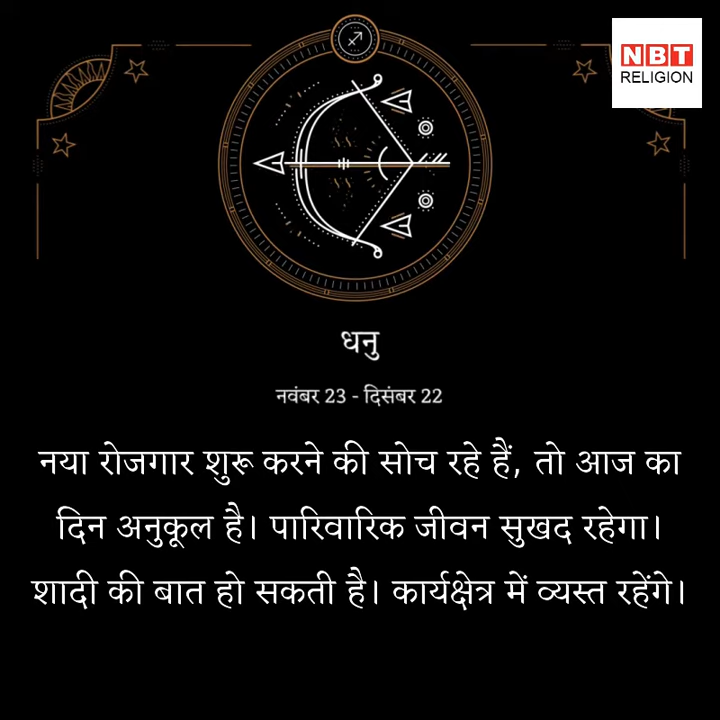 NBT
RELIGION
धनु
नवंबर 23 - दिसंबर 22
नया रोजगार शुरू करने की सोच रहे हैं, तो आज का
दिन अनुकूल है। पारिवारिक जीवन सुखद रहेगा।
शादी की बात हो सकती है। कार्यक्षेत्र में व्यस्त रहेंगे।